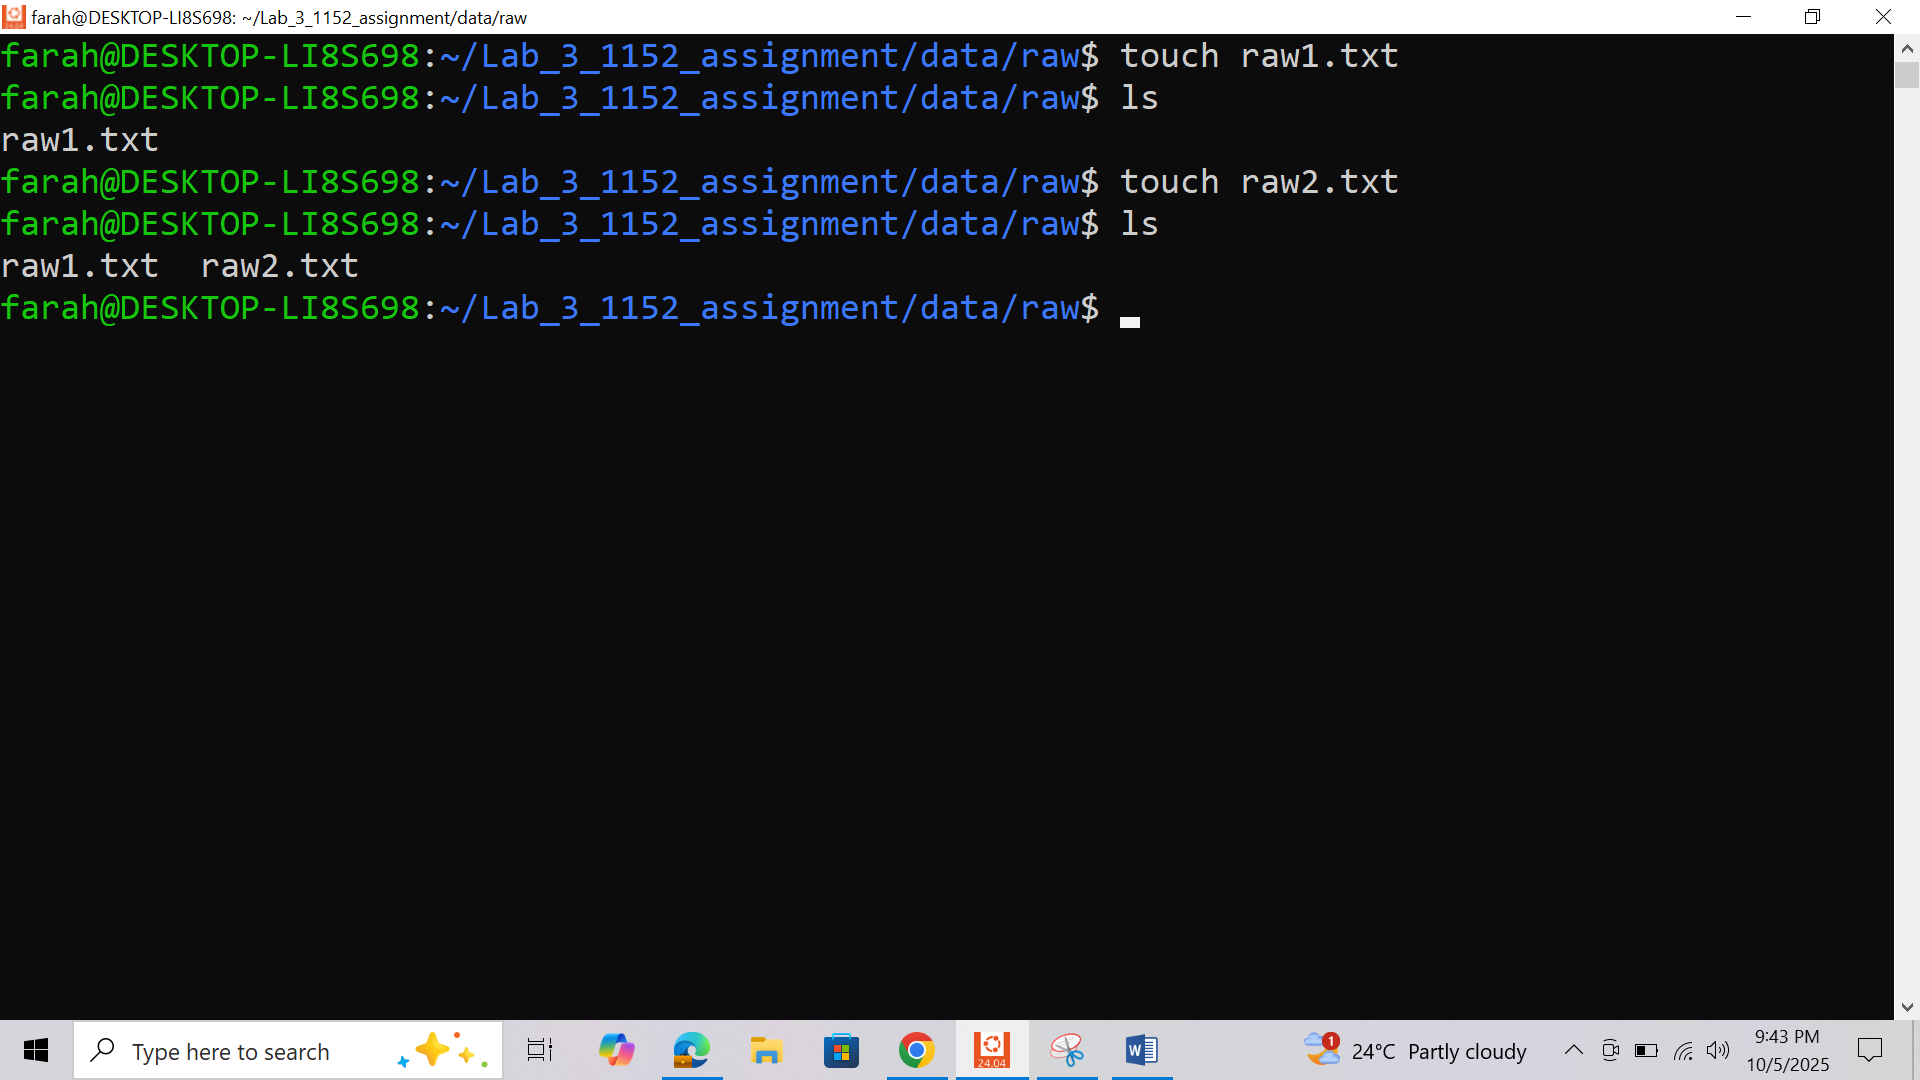 farah@DESKTOP-LI8S698: ~/Lab_3_1152_assignment/data/raw
farah@DESKTOP-LI8S698:~/Lab_3_1152_assignment/data/raw$ touch raw1.txt
farah@DESKTOP-LI8S698:~/Lab_3_1152_assignment/data/raw$ ls
raw1.txt
farah@DESKTOP-LI8S698:~/Lab_3_1152_assignment/data/raw$ touch raw2.txt
farah@DESKTOP-LI8S698:~/Lab_3_1152_assignment/data/raw$ ls
raw1.txt  raw2.txt
farah@DESKTOP-LI8S698:~/Lab_3_1152_assignment/data/raw$
Type here to search
24.04
W
1
24°C Partly cloudy
9:43 PM
10/5/2025